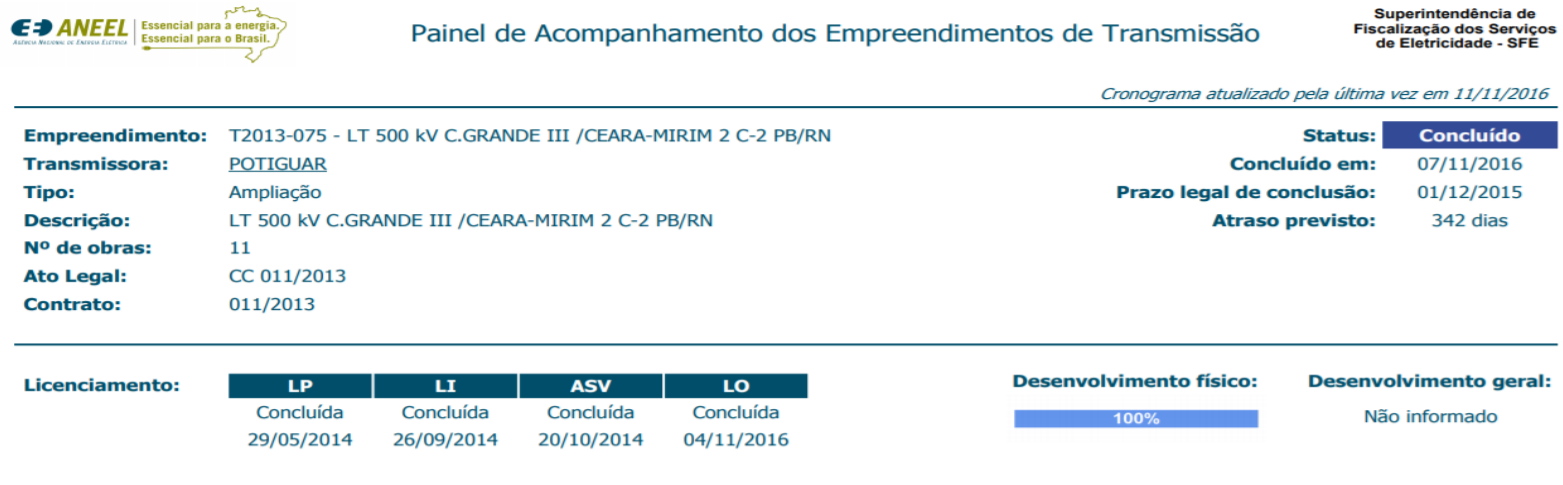 ANEEL
AGÊNCIA NACIONAL DE ENERGIA ELÉTRICA
Essencial para a energia.
Essencial para o Brasil.
Painel de Acompanhamento dos Empreendimentos de Transmissão
Superintendência de
Fiscalização dos Serviços
de Eletricidade - SFE
Cronograma atualizado pela última vez em 11/11/2016
Empreendimento: T2013-075 - LT 500 kV C.GRANDE III /CEARA-MIRIM 2 C-2 PB/RN
Status: Concluído
Transmissora: POTIGUAR
Concluído em: 07/11/2016
Tipo: Ampliação
Prazo legal de conclusão: 01/12/2015
Descrição: LT 500 kV C.GRANDE III /CEARA-MIRIM 2 C-2 PB/RN
Atraso previsto: 342 dias
Nº de obras: 11
Ato Legal: CC 011/2013
Contrato: 011/2013
Licenciamento: LP LI ASV LO
Concluída Concluída Concluída Concluída
29/05/2014 26/09/2014 20/10/2014 04/11/2016
Desenvolvimento físico: Desenvolvimento geral:
100% Não informado